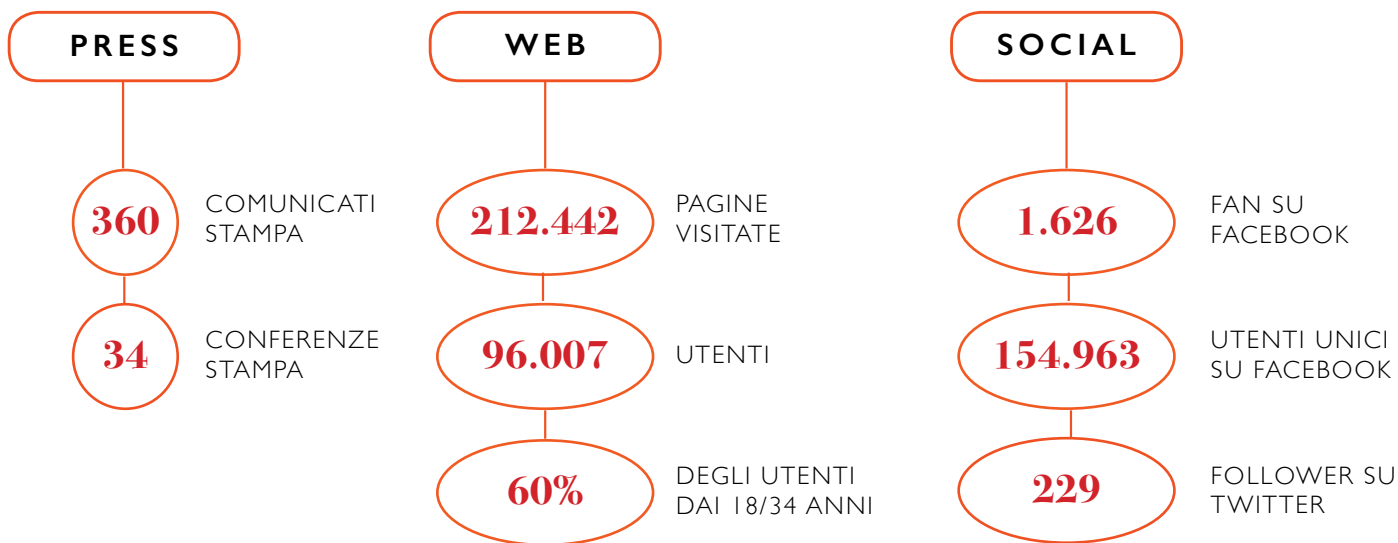 PRESS
360
COMUNICATI
STAMPA
34
CONFERENZE
STAMPA
WEB
212.442
PAGINE
VISITATE
96.007
UTENTI
60%
DEGLI UTENTI
DAI 18/34 ANNI
SOCIAL
1.626
FAN SU
FACEBOOK
154.963
UTENTI UNICI
SU FACEBOOK
229
FOLLOWER SU
TWITTER